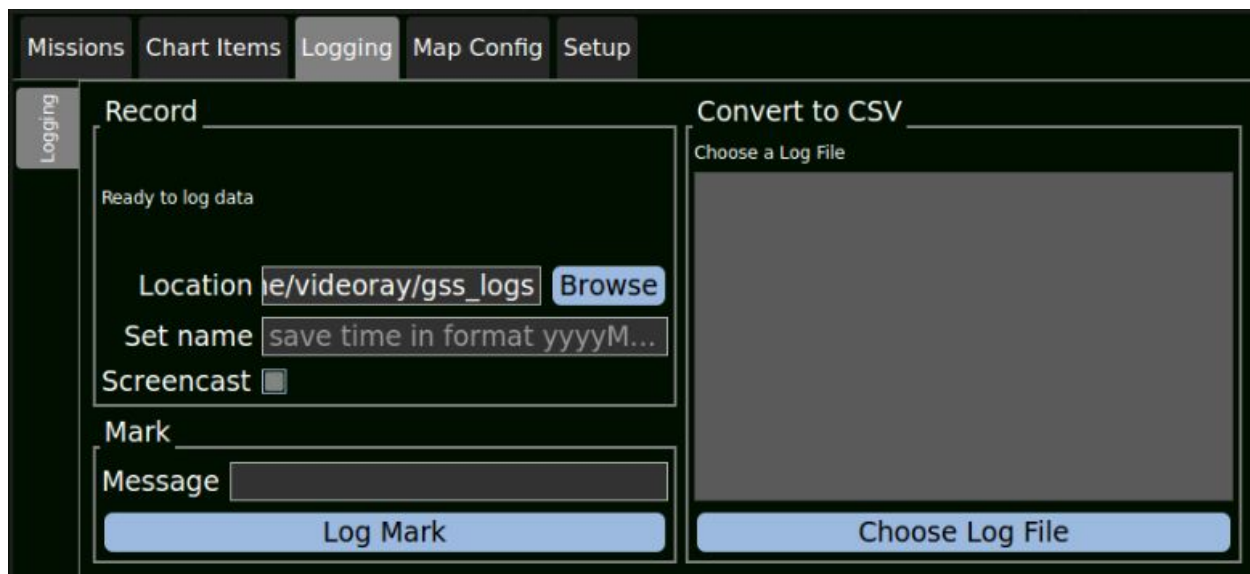 Missions Chart Items Logging Map Config Setup
Logging
Record
Ready to log data
Location e/videoray/gss_logs Browse
Set name save time in format yyyyM...
Screencast
Mark
Message
Log Mark
Convert to CSV
Choose a Log File
Choose Log File